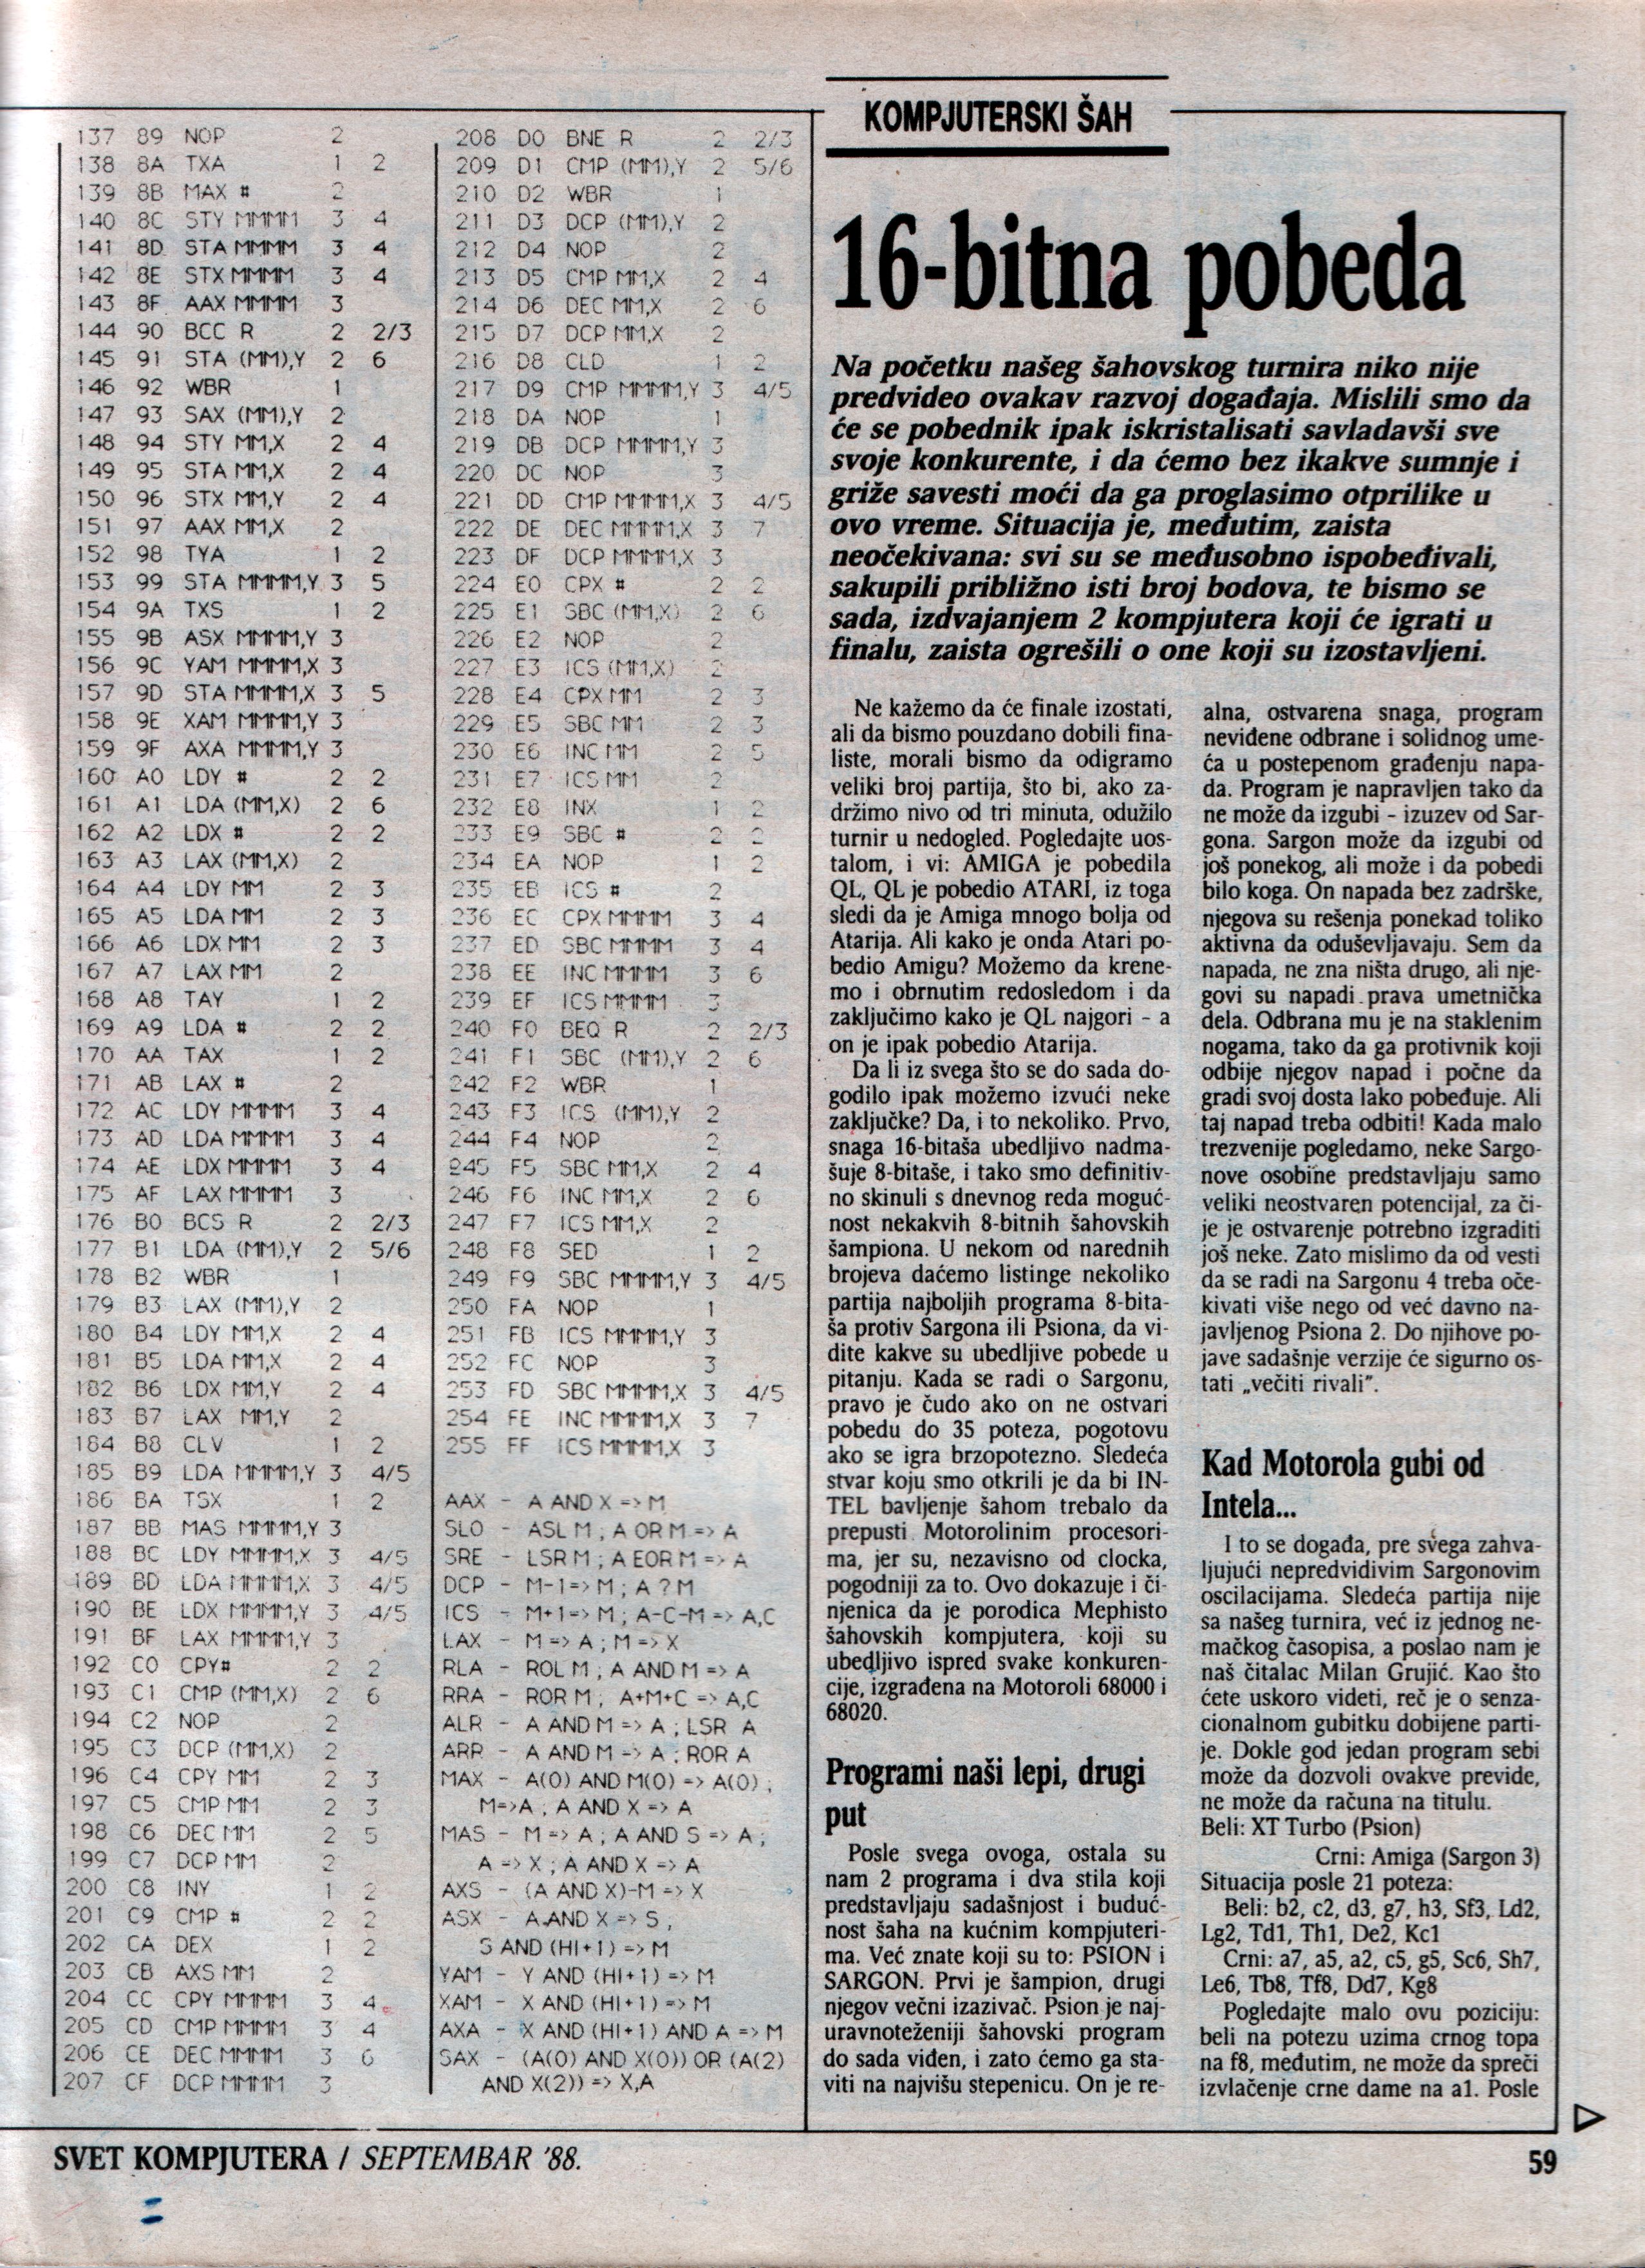 137 89 NOP 2
138 8A TXA 1 2
139 8B MAX # 2
140 8C STY MMMM 3 4
141 8D STA MMMM 3 4
142 8E STX MMMM 3 4
143 8F AAX MMMM 3
144 90 BCC R 2 2/3
145 91 STA (MM),Y 2 6
146 92 WBR 1
147 93 SAX (MM),Y 2
148 94 STY MM,X 2 4
149 95 STA MM,X 2 4
150 96 STX MM,Y 2 4
151 97 AAX MM,X 2
152 98 TYA 1 2
153 99 STA MMMM,Y 3 5
154 9A TXS 1 2
155 9B ASX MMMM,Y 3
156 9C YAM MMMM,X 3
157 9D STA MMMM,X 3 5
158 9E XAM MMMM,Y 3
159 9F AXA MMMM,Y 3
160 A0 LDY # 2 2
161 A1 LDA (MM,X) 2 6
162 A2 LDX # 2 2
163 A3 LAX (MM,X) 2
164 A4 LDY MM 2 3
165 A5 LDA MM 2 3
166 A6 LDX MM 2 3
167 A7 LAX MM 2
168 A8 TAY 1 2
169 A9 LDA # 2 2
170 AA TAX 1 2
171 AB LAX # 2
172 AC LDY MMMM 3 4
173 AD LDA MMMM 3 4
174 AE LDX MMMM 3 4
175 AF LAX MMMM 3
176 B0 BCS R 2 2/3
177 B1 LDA (MM),Y 2 5/6
178 B2 WBR 1
179 B3 LAX (MM),Y 2
180 B4 LDY MM,X 2 4
181 B5 LDA MM,X 2 4
182 B6 LDX MM,Y 2 4
183 B7 LAX MM,Y 2
184 B8 CLV 1 2
185 B9 LDA MMMM,Y 3 4/5
186 BA TSX 1 2
187 BB MAS MMMM,Y 3
188 BC LDY MMMM,X 3 4/5
189 BD LDA MMMM,X 3 4/5
190 BE LDX MMMM,Y 3 4/5
191 BF LAX MMMM,Y 3
192 C0 CPY# 2 2
193 C1 CMP (MM,X) 2 6
194 C2 NOP 2
195 C3 DCP (MM,X) 2
196 C4 CPY MM 2 3
197 C5 CMP MM 2 3
198 C6 DEC MM 2 5
199 C7 DCP MM 2
200 C8 INY 1 2
201 C9 CMP # 2 2
202 CA DEX 1 2
203 CB AXS MM 2
204 CC CPY MMMM 3 4
205 CD CMP MMMM 3 4
206 CE DEC MMMM 3 6
207 CF DCP MMMM 3
208 D0 BNE R 2 2/3
209 D1 CMP (MM),Y 2 5/6
210 D2 WBR 1
211 D3 DCP (MM),Y 2
212 D4 NOP 2
213 D5 CMP MM,X 2 4
214 D6 DEC MM,X 2 6
215 D7 DCP MM,X 2
216 D8 CLD 1 2
217 D9 CMP MMMM,Y 3 4/5
218 DA NOP 1
219 DB DCP MMMM,Y 3
220 DC NOP 3
221 DD CMP MMMM,X 3 4/5
222 DE DEC MMMM,X 3 7
223 DF DCP MMMM,X 3
224 E0 CPX # 2 2
225 E1 SBC (MM,X) 2 6
226 E2 NOP 2
227 E3 ICS (MM,X) 2
228 E4 CPX MM 2 3
229 E5 SBC MM 2 3
230 E6 INC MM 2 5
231 E7 ICS MM 2
232 E8 INX 1 2
233 E9 SBC # 2 2
234 EA NOP 1 2
235 EB ICS # 2
236 EC CPX MMMM 3 4
237 ED SBC MMMM 3 4
238 EE INC MMMM 3 6
239 EF ICS MMMM 3
240 F0 BEQ R 2 2/3
241 F1 SBC (MM),Y 2 6
242 F2 WBR 1
243 F3 ICS (MM),Y 2
244 F4 NOP 2
245 F5 SBC MM,X 2 4
246 F6 INC MM,X 2 6
247 F7 ICS MM,X 2
248 F8 SED 1 2
249 F9 SBC MMMM,Y 3 4/5
250 FA NOP 1
251 FB ICS MMMM,Y 3
252 FC NOP 3
253 FD SBC MMMM,X 3 4/5
254 FE INC MMMM,X 3 7
255 FF ICS MMMM,X 3
AAX - A AND X => M
SLO - ASL M ; A OR M => A
SRE - LSR M ; A EOR M => A
DCP - M-1=> M ; A ? M
ICS - M+1=> M ; A-C-M => A,C
LAX - M => A ; M => X
RLA - ROL M ; A AND M => A
RRA - ROR M ; A+M+C => A,C
ALR - A AND M => A ; LSR A
ARR - A AND M => A ; ROR A
MAX - A(0) AND M(0) => A(0) ;
M=>A ; A AND X => A
MAS - M => A ; A AND S => A ;
A => X ; A AND X => A
AXS - (A AND X)-M => X
ASX - A AND X => S ;
S AND (HI+1) => M
YAM - Y AND (HI+1) => M
XAM - X AND (HI+1) => M
AXA - X AND (HI+1) AND A => M
SAX - (A(0) AND X(0)) OR (A(2)
AND X(2)) => X,A
KOMPJUTERSKI ŠAH
16-bitna pobeda
Na početku našeg šahovskog turnira niko nije
predvideo ovakav razvoj događaja. Mislili smo da
će se pobednik ipak iskristalisati savladavši sve
svoje konkurente, i da ćemo bez ikakve sumnje i
griže savesti moći da ga proglasimo otprilike u
ovo vreme. Situacija je, međutim, zaista
neočekivana: svi su se međusobno ispobeđivali,
sakupili približno isti broj bodova, te bismo se
sada, izdvajanjem 2 kompjutera koji će igrati u
finalu, zaista ogrešili o one koji su izostavljeni.
Ne kažemo da će finale izostati,
ali da bismo pouzdano dobili fina-
liste, morali bismo da odigramo
veliki broj partija, što bi, ako za-
držimo nivo od tri minuta, odužilo
turnir u nedogled. Pogledajte uos-
talom, i vi: AMIGA je pobedila
QL, QL je pobedio ATARI, iz toga
sledi da je Amiga mnogo bolja od
Atarija. Ali kako je onda Atari po-
bedio Amigu? Možemo da krene-
mo i obrnutim redosledom i da
zaključimo kako je QL najgori - a
on je ipak pobedio Atarija.
Da li iz svega što se do sada do-
godilo ipak možemo izvući neke
zaključke? Da, i to nekoliko. Prvo,
snaga 16-bitaša ubedljivo nadma-
šuje 8-bitaše, i tako smo definitiv-
no skinuli s dnevnog reda moguć-
nost nekakvih 8-bitnih šahovskih
šampiona. U nekom od narednih
brojeva daćemo listinge nekoliko
partija najboljih programa 8-bita-
ša protiv Sargona ili Psiona, da vi-
dite kakve su ubedljive pobede u
pitanju. Kada se radi o Sargonu,
pravo je čudo ako on ne ostvari
pobedu do 35 poteza, pogotovu
ako se igra brzopotezno. Sledeća
stvar koju smo otkrili je da bi IN-
TEL bavljenje šahom trebalo da
prepusti Motorolinim procesori-
ma, jer su, nezavisno od clocka,
pogodniji za to. Ovo dokazuje i či-
njenica da je porodica Mephisto
šahovskih kompjutera, koji su
ubedljivo ispred svake konkuren-
cije, izgrađena na Motoroli 68000 i
68020.
Programi naši lepi, drugi
put
Posle svega ovoga, ostala su
nam 2 programa i dva stila koji
predstavljaju sadašnjost i buduć-
nost šaha na kućnim kompjuteri-
ma. Već znate koji su to: PSION i
SARGON. Prvi je šampion, drugi
njegov večni izazivač. Psion je naj-
uravnoteženiji šahovski program
do sada viđen, i zato ćemo ga sta-
viti na najvišu stepenicu. On je re-
alna, ostvarena snaga, program
neviđene odbrane i solidnog ume-
ća u postepenom građenju napa-
da. Program je napravljen tako da
ne može da izgubi - izuzev od Sar-
gona. Sargon može da izgubi od
još ponekog, ali može i da pobedi
bilo koga. On napada bez zadrške,
njegova su rešenja ponekad toliko
aktivna da oduševljavaju. Sem da
napada, ne zna ništa drugo, ali nje-
govi su napadi prava umetnička
dela. Odbrana mu je na staklenim
nogama, tako da ga protivnik koji
odbije njegov napad i počne da
gradi svoj dosta lako pobeđuje. Ali
taj napad treba odbiti! Kada malo
trezvenije pogledamo, neke Sargo-
nove osobine predstavljaju samo
veliki neostvaren potencijal, za či-
je je ostvarenje potrebno izgraditi
još neke. Zato mislimo da od vesti
da se radi na Sargonu 4 treba oče-
kivati više nego od već davno na-
javljenog Psiona 2. Do njihove po-
jave sadašnje verzije će sigurno os-
tati „večiti rivali”.
Kad Motorola gubi od
Intela...
I to se događa, pre svega zahva-
ljujući nepredvidivim Sargonovim
oscilacijama. Sledeća partija nije
sa našeg turnira, već iz jednog ne-
mačkog časopisa, a poslao nam je
naš čitalac Milan Grujić. Kao što
ćete uskoro videti, reč je o senza-
cionalnom gubitku dobijene parti-
je. Dokle god jedan program sebi
može da dozvoli ovakve previde,
ne može da računa na titulu.
Beli: XT Turbo (Psion)
Crni: Amiga (Sargon 3)
Situacija posle 21 poteza:
Beli: b2, c2, d3, g7, h3, Sf3, Ld2,
Lg2, Td1, Th1, De2, Kc1
Crni: a7, a5, a2, c5, g5, Sc6, Sh7,
Le6, Tb8, Tf8, Dd7, Kg8
Pogledajte malo ovu poziciju:
beli na potezu uzima crnog topa
na f8, međutim, ne može da spreči
izvlačenje crne dame na a1. Posle
SVET KOMPJUTERA / SEPTEMBAR '88.
59